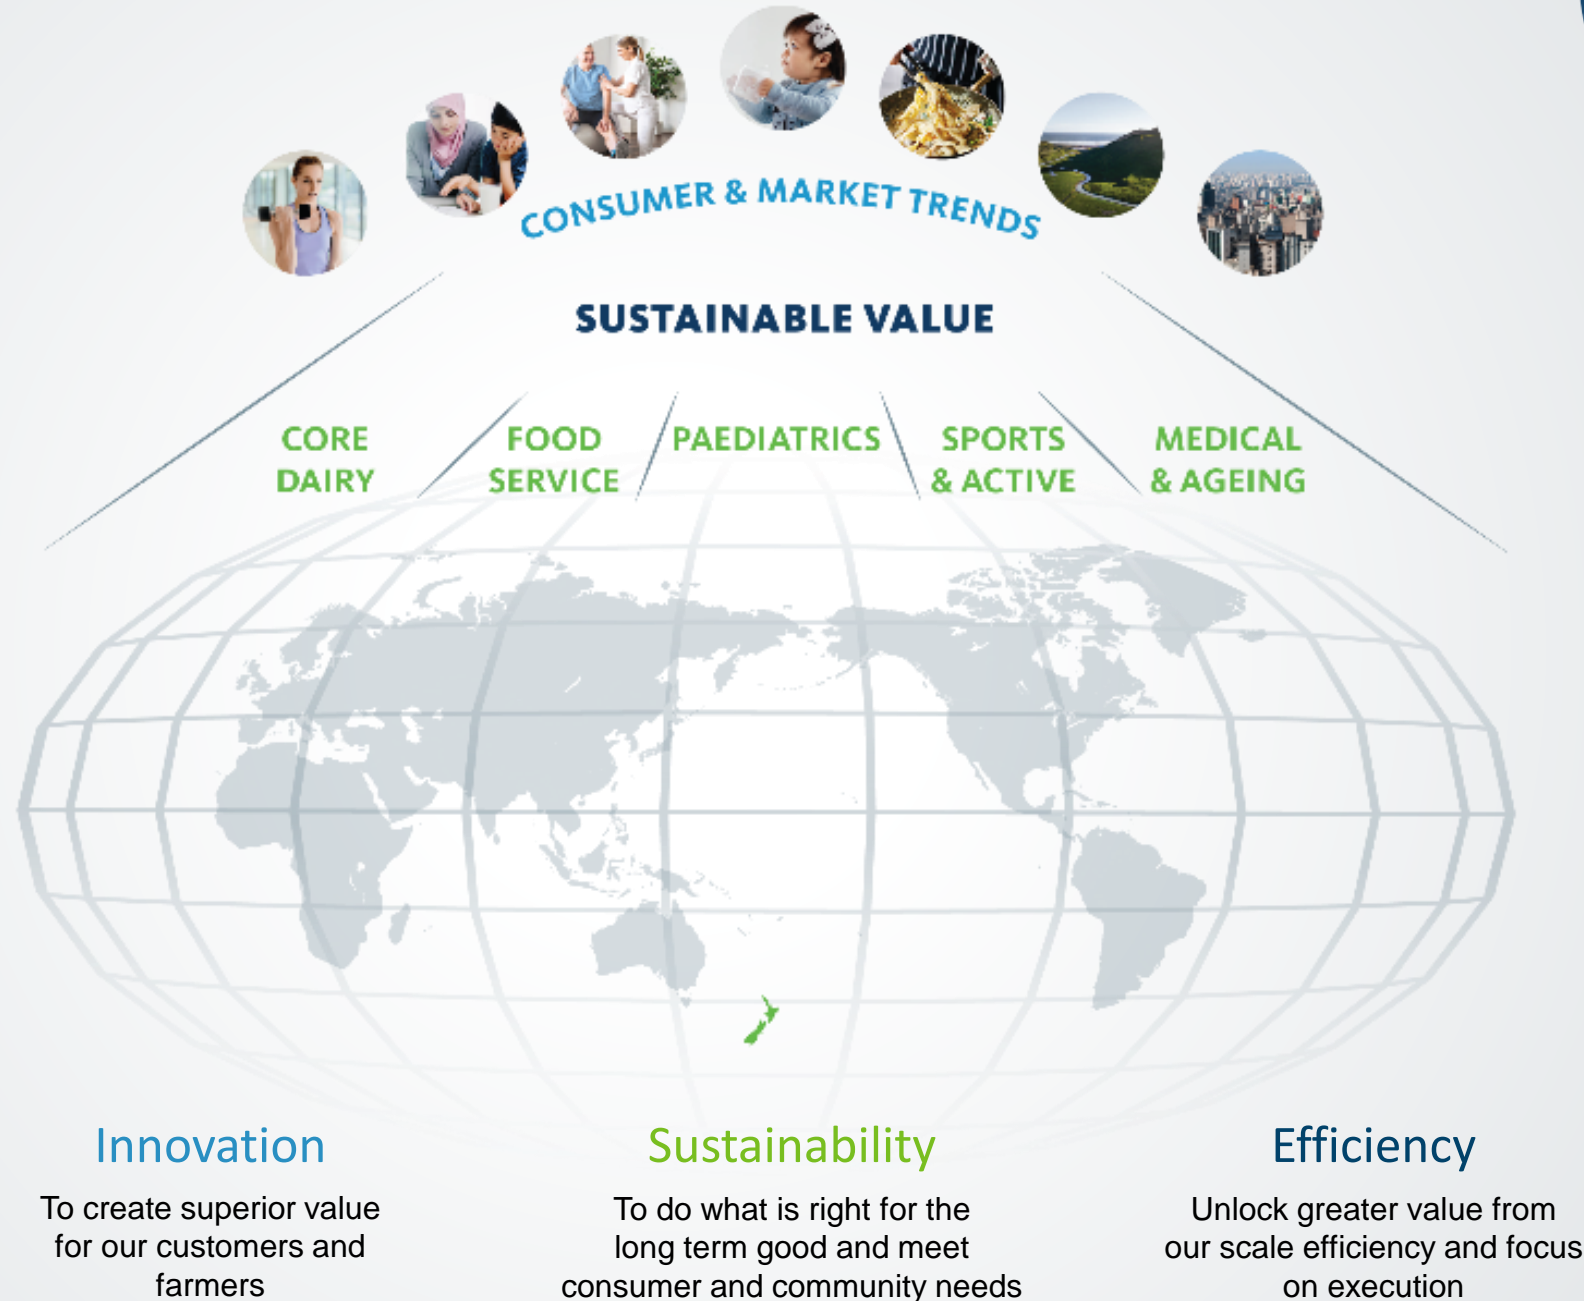 CONSUMER & MARKET TRENDS
SUSTAINABLE VALUE
CORE
DAIRY
FOOD
SERVICE
PAEDIATRICS
SPORTS
& ACTIVE
MEDICAL
& AGEING
Innovation
To create superior value
for our customers and
farmers
Sustainability
To do what is right for the
long term good and meet
consumer and community needs
Efficiency
Unlock greater value from
our scale efficiency and focus
on execution